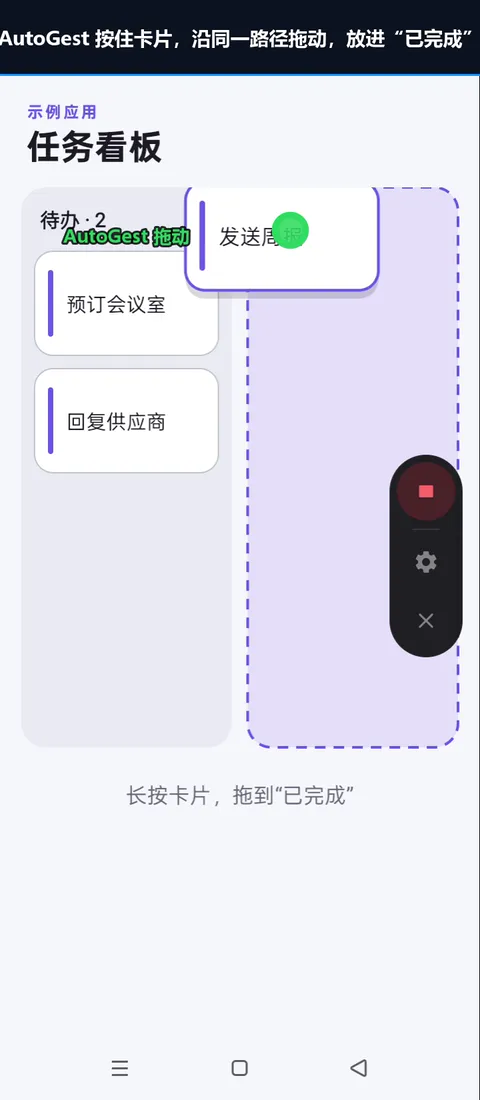 AutoGest 按住卡片，沿同一路径拖动，放进“已完成”
示例应用
任务看板
待办 · 2
AutoGest 拖动
发送周报
预订会议室
回复供应商
长按卡片，拖到“已完成”